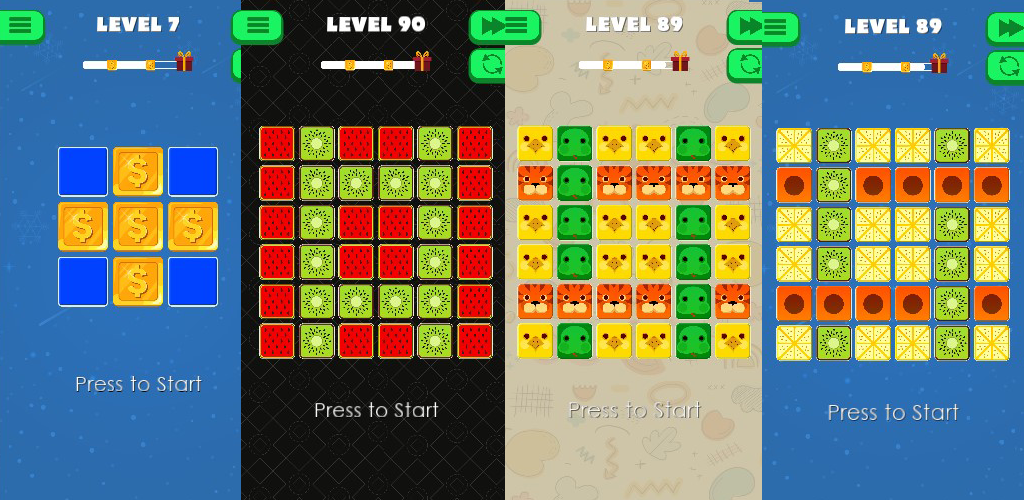 LEVEL 7
$
$ $ $
$
Press to Start
LEVEL 90
Press to Start
LEVEL 89
Press to Start
LEVEL 89
Press to Start